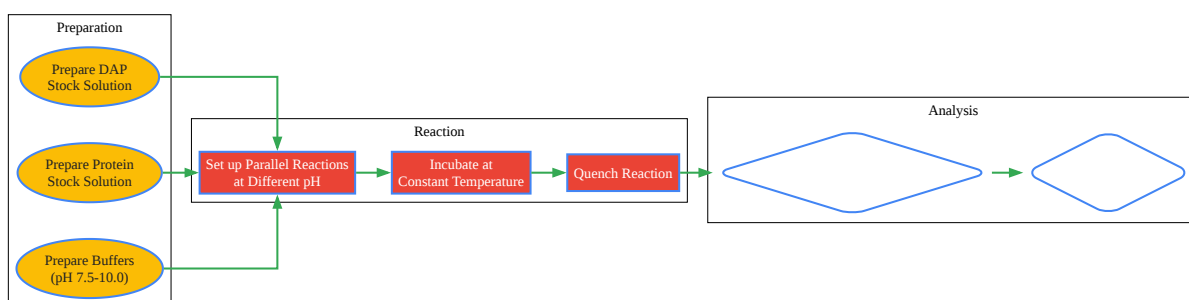 Preparation
Prepare DAP
Stock Solution
Prepare Protein
Stock Solution
Prepare Buffers
(pH 7.5-10.0)
Reaction
Set up Parallel Reactions
at Different pH
Incubate at
Constant Temperature
Quench Reaction
Analysis